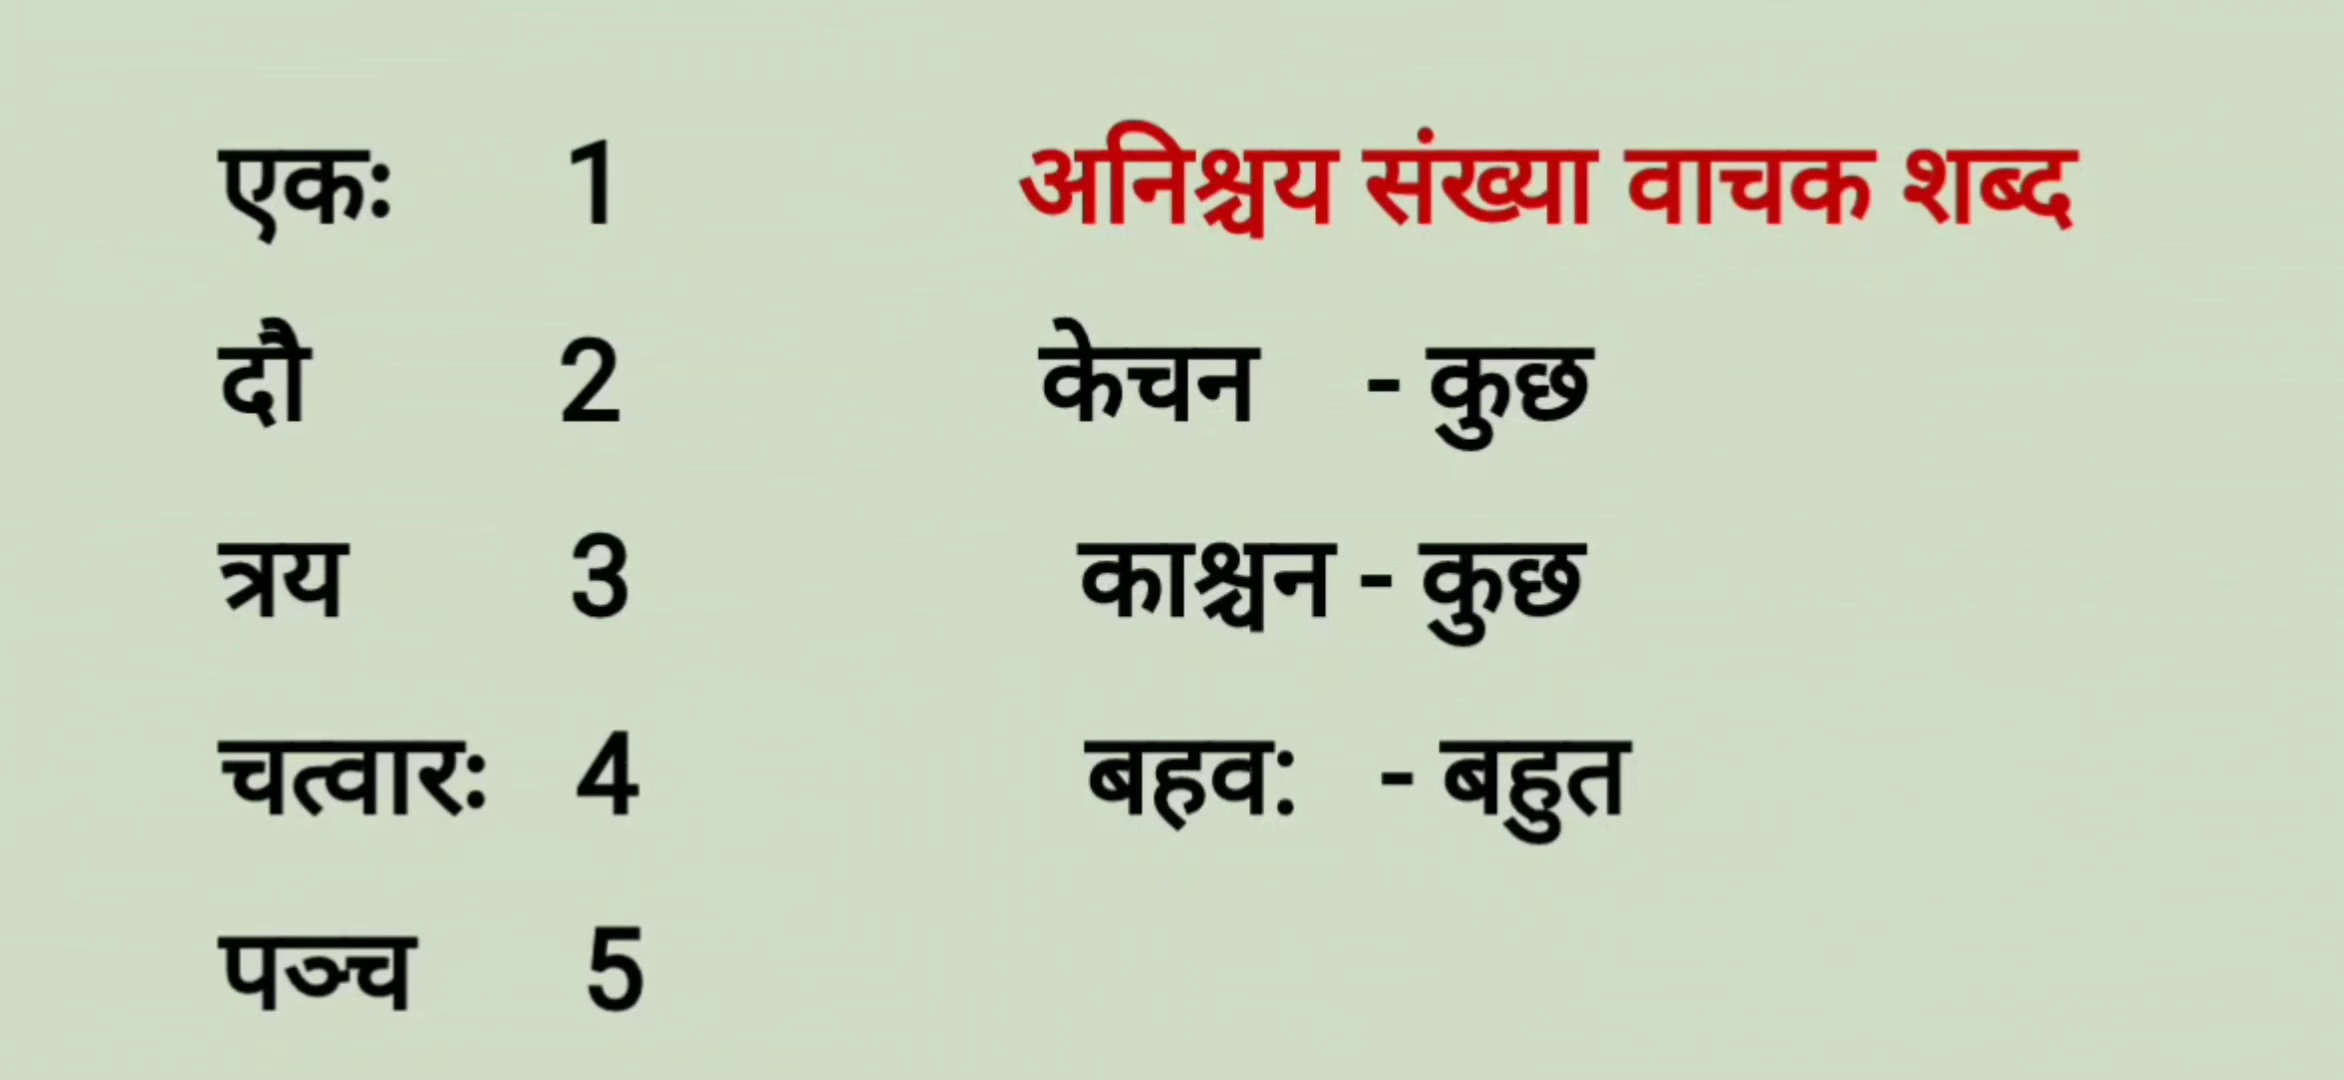 एकः 1 अनिश्चय संख्या वाचक शब्द
दौ 2 केचन - कुछ
त्रय 3 काश्चन - कुछ
चत्वारः 4 बहव: - बहुत
पञ्च 5